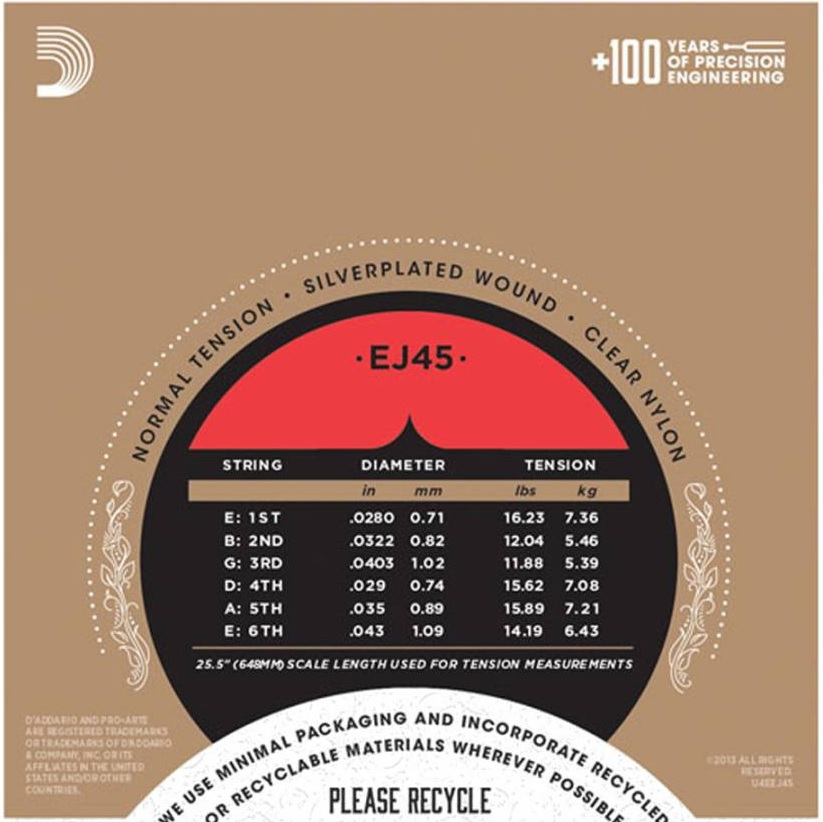 +100 YEARS
OF PRECISION
ENGINEERING
NORMAL TENSION • SILVERPLATED WOUND • CLEAR NYLON
·EJ45·
STRING DIAMETER TENSION
in mm lbs kg
E: 1ST .0280 0.71 16.23 7.36
B: 2ND .0322 0.82 12.04 5.46
G: 3RD .0403 1.02 11.88 5.39
D: 4TH .029 0.74 15.62 7.08
A: 5TH .035 0.89 15.89 7.21
E: 6TH .043 1.09 14.19 6.43
25.5" (648MM) SCALE LENGTH USED FOR TENSION MEASUREMENTS
D'ADDARIO AND PRO•ARTE
ARE REGISTERED TRADEMARKS
OR TRADEMARKS OF D'ADDARIO
& COMPANY, INC. OR ITS
AFFILIATES IN THE UNITED
STATES AND/OR OTHER
COUNTRIES.
WE USE MINIMAL PACKAGING AND INCORPORATE RECYCLED
OR RECYCLABLE MATERIALS WHEREVER POSSIBLE
PLEASE RECYCLE
©2013 ALL RIGHTS
RESERVED.
U4EEJ45